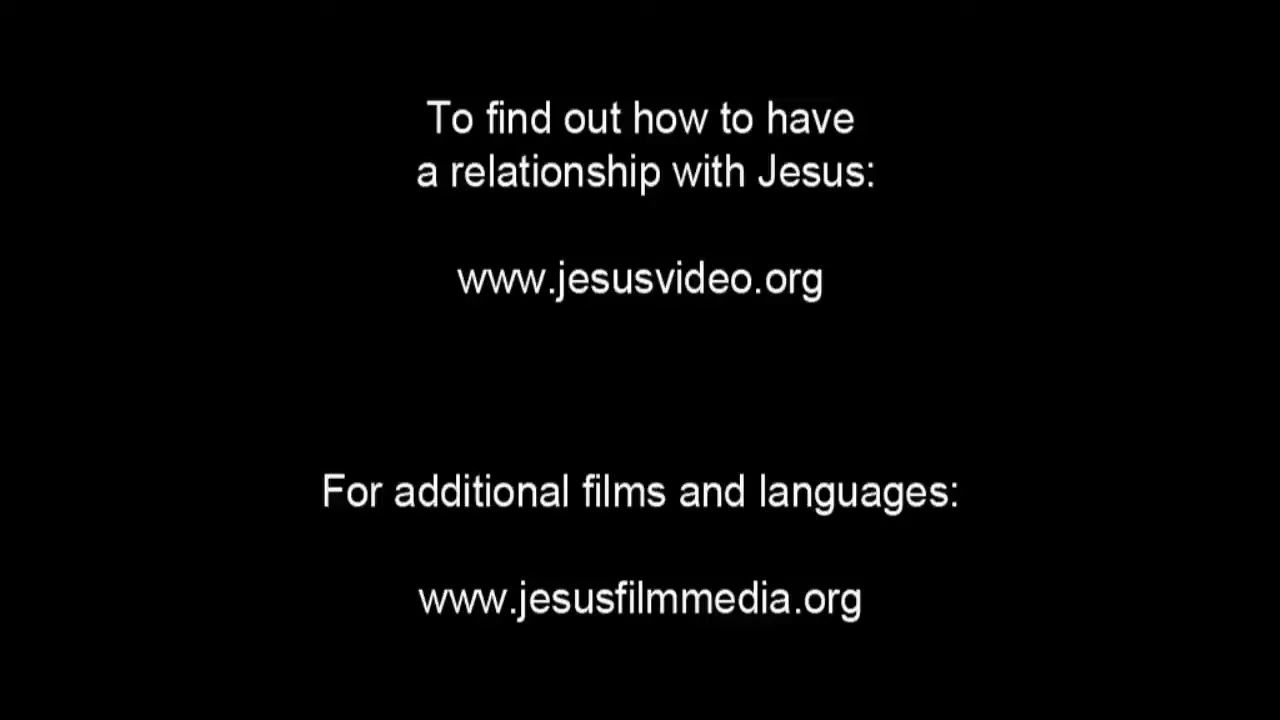 To find out how to have
a relationship with Jesus:
www.jesusvideo.org
For additional films and languages:
www.jesusfilmmedia.org